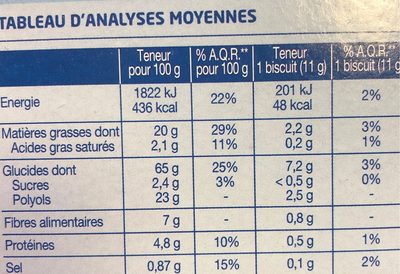 TABLEAU D'ANALYSES MOYENNES
Teneur pour 100 g % A.Q.R.** pour 100 g Teneur 1 biscuit (11 g) % A.Q.R.** 1 biscuit (11 g
Energie 1822 kJ 436 kcal 22% 201 kJ 48 kcal 2%
Matières grasses dont 20 g 29% 2,2 g 3%
Acides gras saturés 2,1 g 11% 0,2 g 1%
Glucides dont 65 g 25% 7,2 g 3%
Sucres 2,4 g 3% < 0,5 g 0%
Polyols 23 g - 2,5 g -
Fibres alimentaires 7 g - 0,8 g -
Protéines 4,8 g 10% 0,5 g 1%
Sel 0,87 g 15% 0,1 g 2%